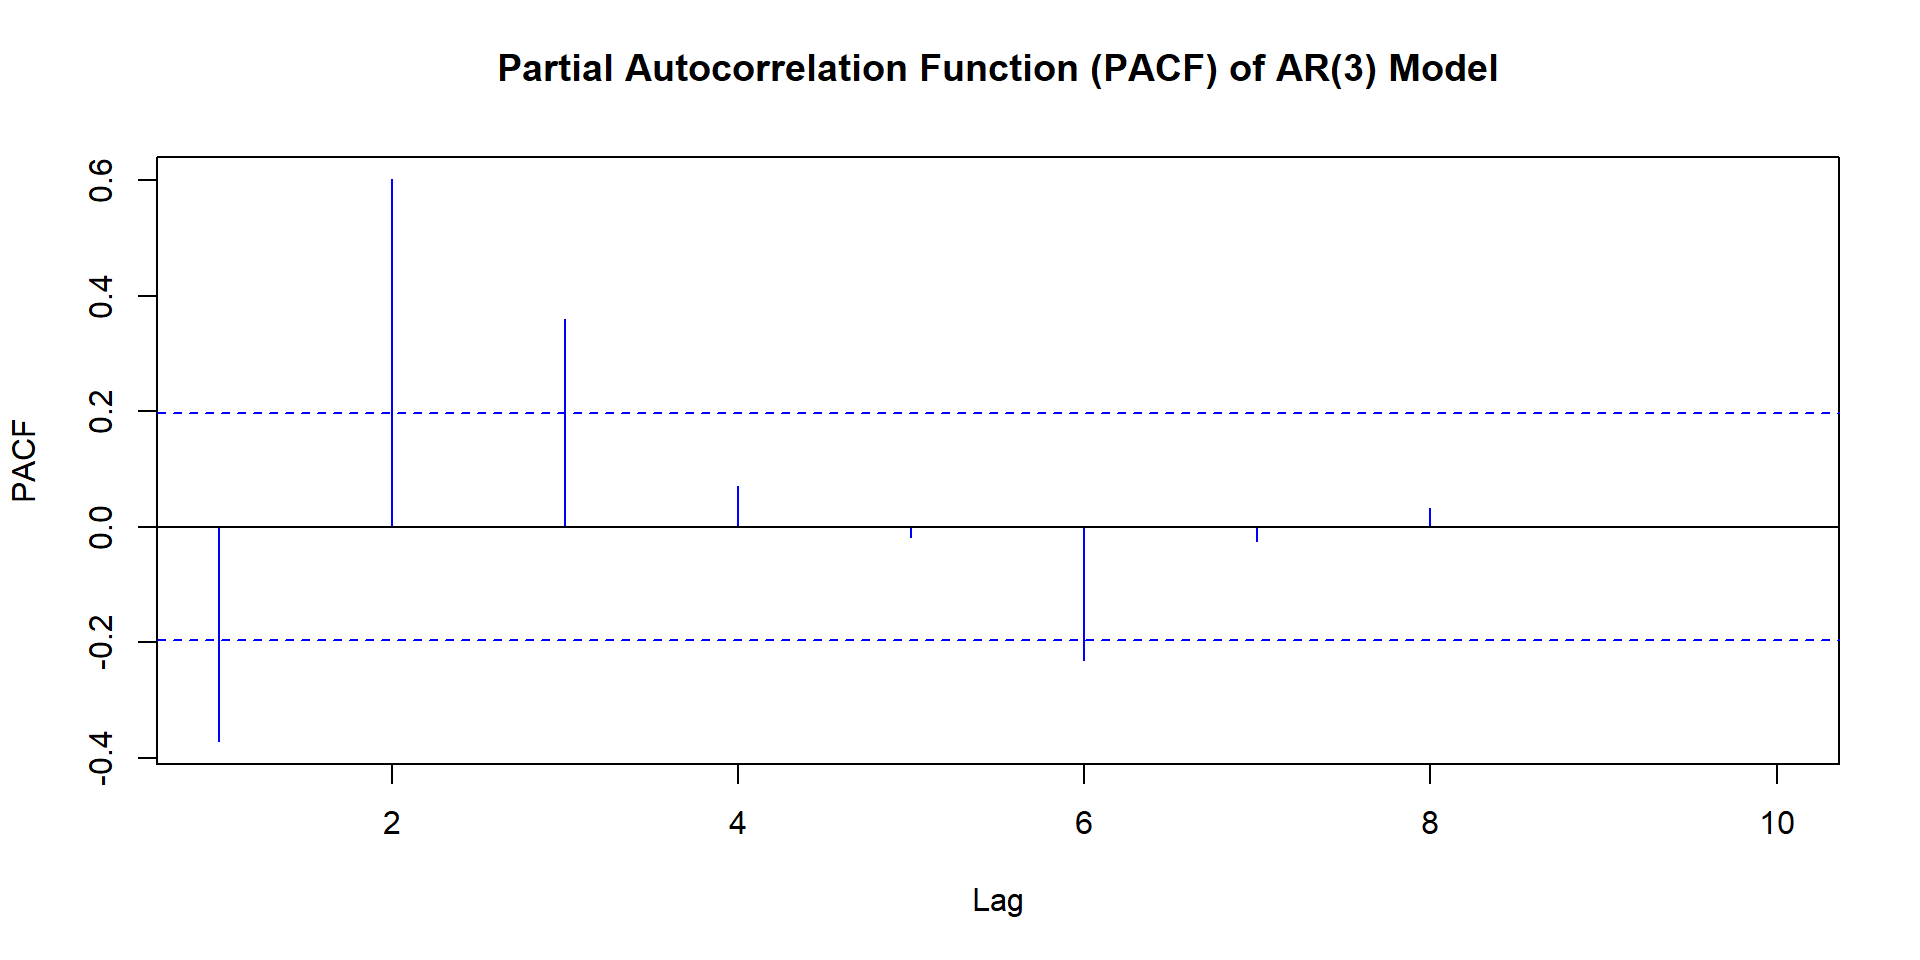 Partial Autocorrelation Function (PACF) of AR(3) Model
PACF
0.6
0.4
0.2
0.0
-0.2
-0.4
2 4 6 8 10
Lag